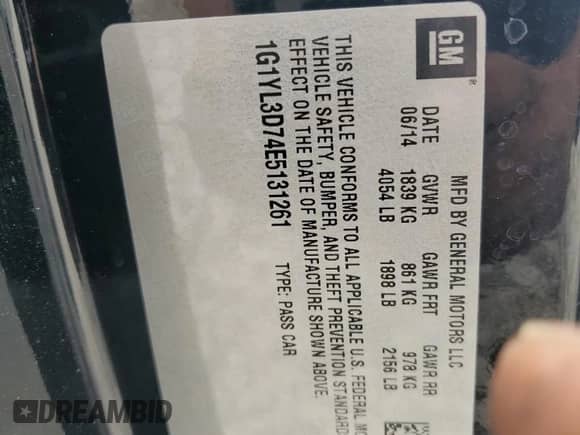 GM
®
MFD BY GENERAL MOTORS LLC
DATE GVWR GAWR FRT GAWR RR
06/14 1839 KG 861 KG 978 KG
4054 LB 1898 LB 2156 LB
THIS VEHICLE CONFORMS TO ALL APPLICABLE U.S. FEDERAL MO
VEHICLE SAFETY, BUMPER, AND THEFT PREVENTION STANDARD
EFFECT ON THE DATE OF MANUFACTURE SHOWN ABOVE.
1G1YL3D74E5131261 TYPE: PASS CAR
DREAMBID